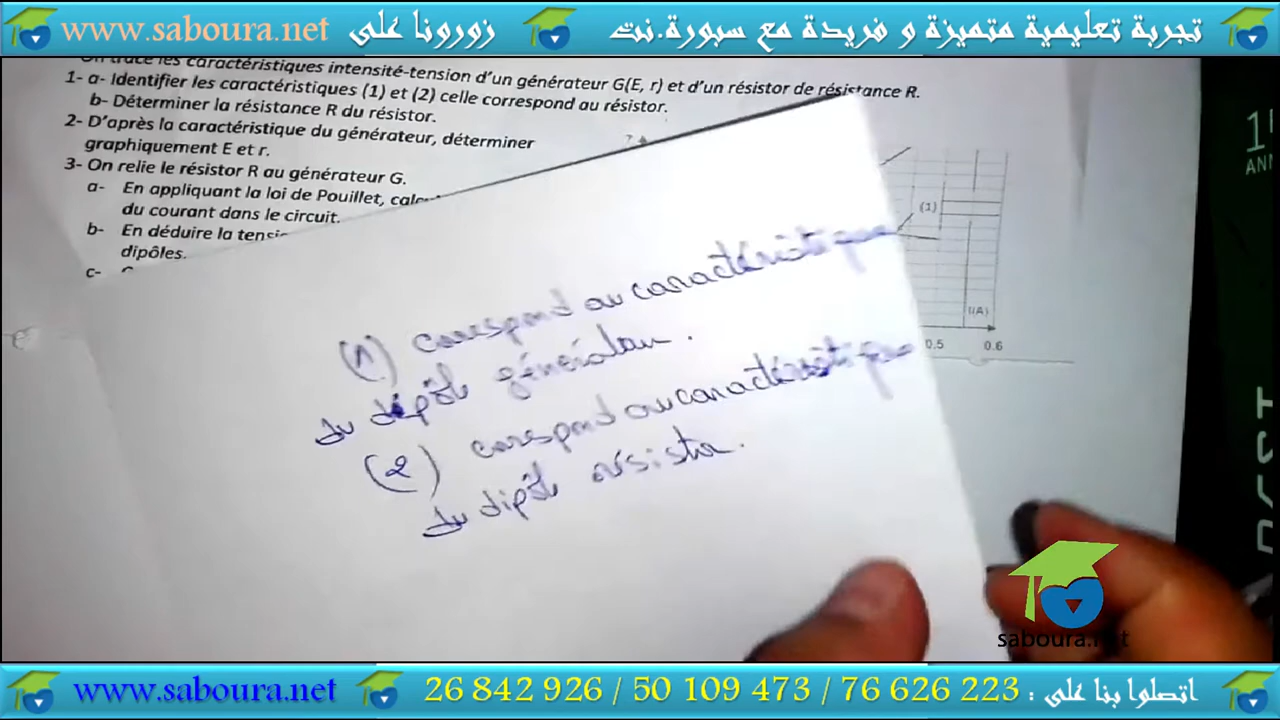 www.saboura.net زورونا على تجربة تعليمية متميزة و فريدة مع سبورة.نت
On trace les caractéristiques intensité-tension d'un générateur G(E, r) et d'un résistor de résistance R.
1- a- Identifier les caractéristiques (1) et (2) celle correspond au résistor.
b- Déterminer la résistance R du résistor.
2- D'après la caractéristique du générateur, déterminer
graphiquement E et r.
3- On relie le résistor R au générateur G.
a- En appliquant la loi de Pouillet, calc
du courant dans le circuit.
b- En déduire la tensi
dipôles.
c-
(1)
I(A)
0.5 0.6
(1) correspond au caractéristique
du dipôle générateur.
(2) correspond au caractéristique
du dipôle résistor.
saboura.net
www.saboura.net 26 842 926 / 50 109 473 / 76 626 223 : اتصلوا بنا على